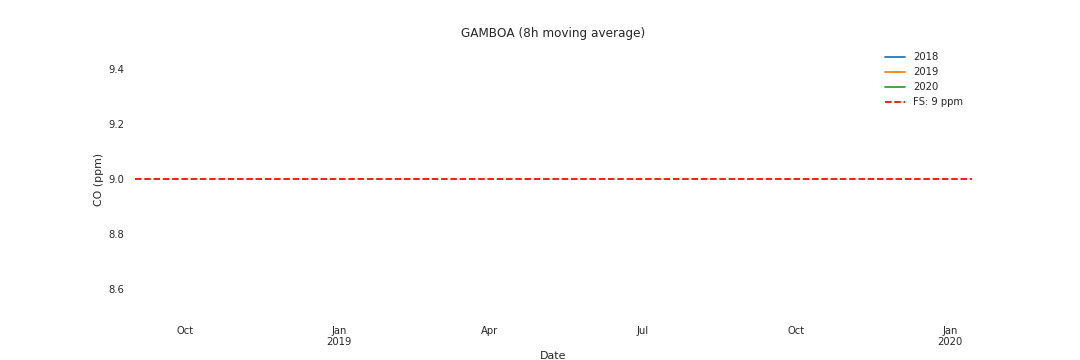 GAMBOA (8h moving average)
2018
2019
2020
FS: 9 ppm
9.4
9.2
9.0
8.8
8.6
CO (ppm)
Oct
Jan
2019
Apr
Jul
Oct
Jan
2020
Date